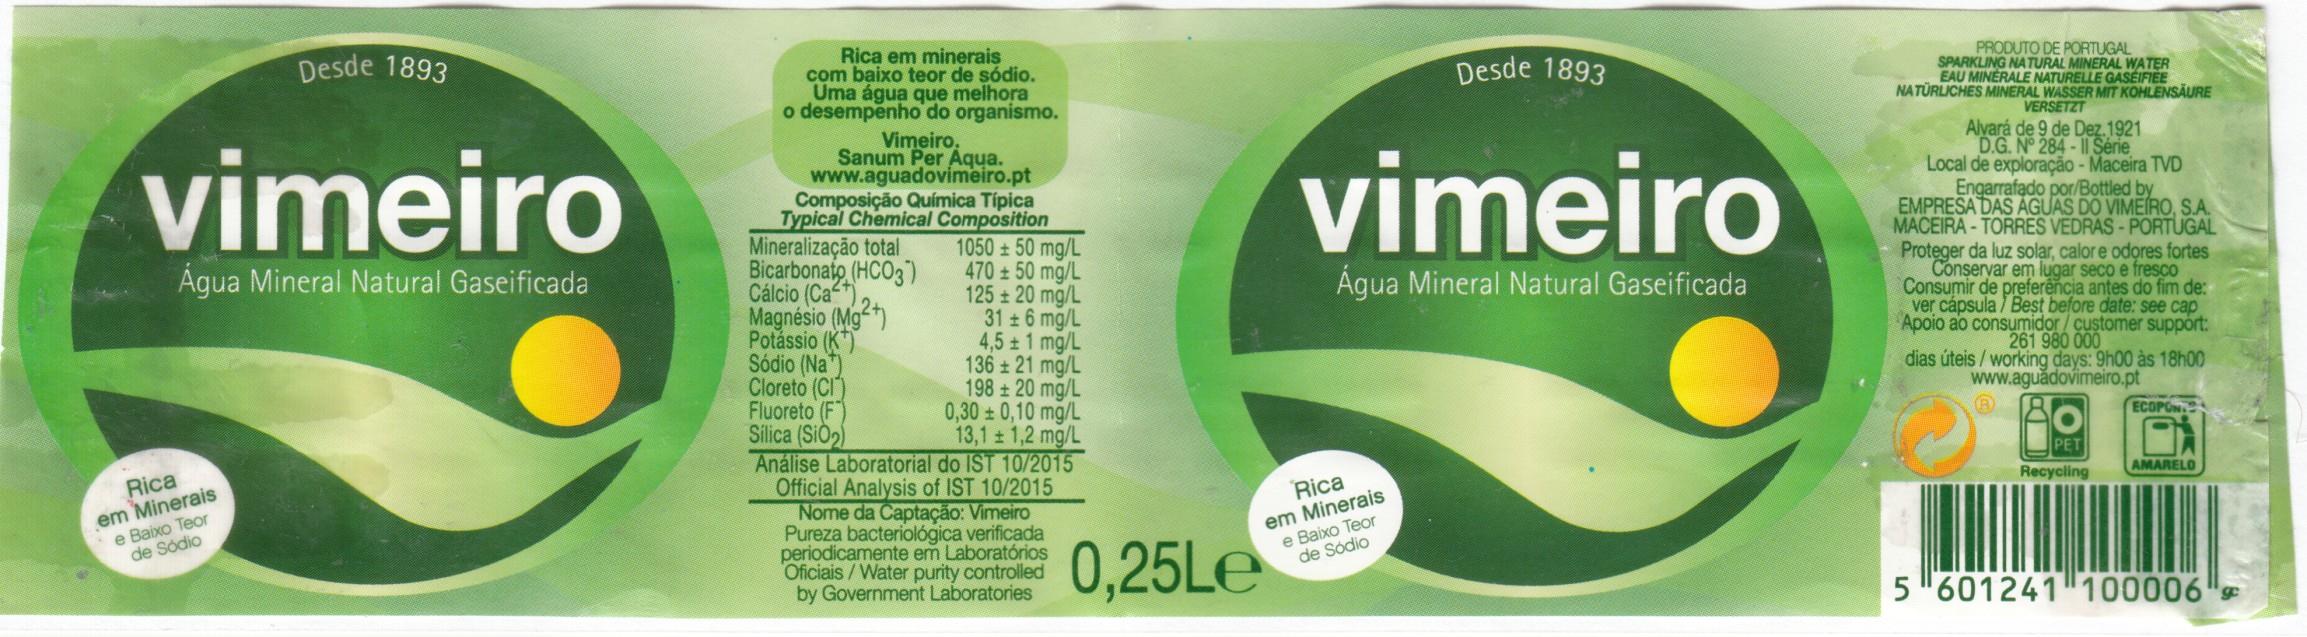 Desde 1893
vimeiro
Água Mineral Natural Gaseificada
Rica
em Minerais
e Baixo Teor
de Sódio
Rica em minerais
com baixo teor de sódio.
Uma água que melhora
o desempenho do organismo.
Vimeiro.
Sanum Per Aqua.
www.aguadovimeiro.pt
Composição Química Típica
Typical Chemical Composition
Mineralização total 1050 ± 50 mg/L
Bicarbonato (HCO3⁻) 470 ± 50 mg/L
Cálcio (Ca²⁺) 125 ± 20 mg/L
Magnésio (Mg²⁺) 31 ± 6 mg/L
Potássio (K⁺) 4,5 ± 1 mg/L
Sódio (Na⁺) 136 ± 21 mg/L
Cloreto (Cl⁻) 198 ± 20 mg/L
Fluoreto (F⁻) 0,30 ± 0,10 mg/L
Sílica (SiO2) 13,1 ± 1,2 mg/L
Análise Laboratorial do IST 10/2015
Official Analysis of IST 10/2015
Nome da Captação: Vimeiro
Pureza bacteriológica verificada
periodicamente em Laboratórios
Oficiais / Water purity controlled
by Government Laboratories
0,25L℮
Desde 1893
vimeiro
Água Mineral Natural Gaseificada
Rica
em Minerais
e Baixo Teor
de Sódio
PRODUTO DE PORTUGAL
SPARKLING NATURAL MINERAL WATER
EAU MINÉRALE NATURELLE GASÉIFIÉE
NATÜRLICHES MINERAL WASSER MIT KOHLENSÄURE
VERSETZT
Alvará de 9 de Dez.1921
D.G. Nº 284 - II Série
Local de exploração - Maceira TVD
Engarrafado por/Bottled by
EMPRESA DAS ÁGUAS DO VIMEIRO, S.A.
MACEIRA - TORRES VEDRAS - PORTUGAL
Proteger da luz solar, calor e odores fortes
Conservar em lugar seco e fresco
Consumir de preferência antes do fim de:
ver cápsula / Best before date: see cap
Apoio ao consumidor / customer support:
261 980 000
dias úteis / working days: 9h00 às 18h00
www.aguadovimeiro.pt
®
PET
Recycling
ECOPONTO
AMARELO
5 601241 100006
gc